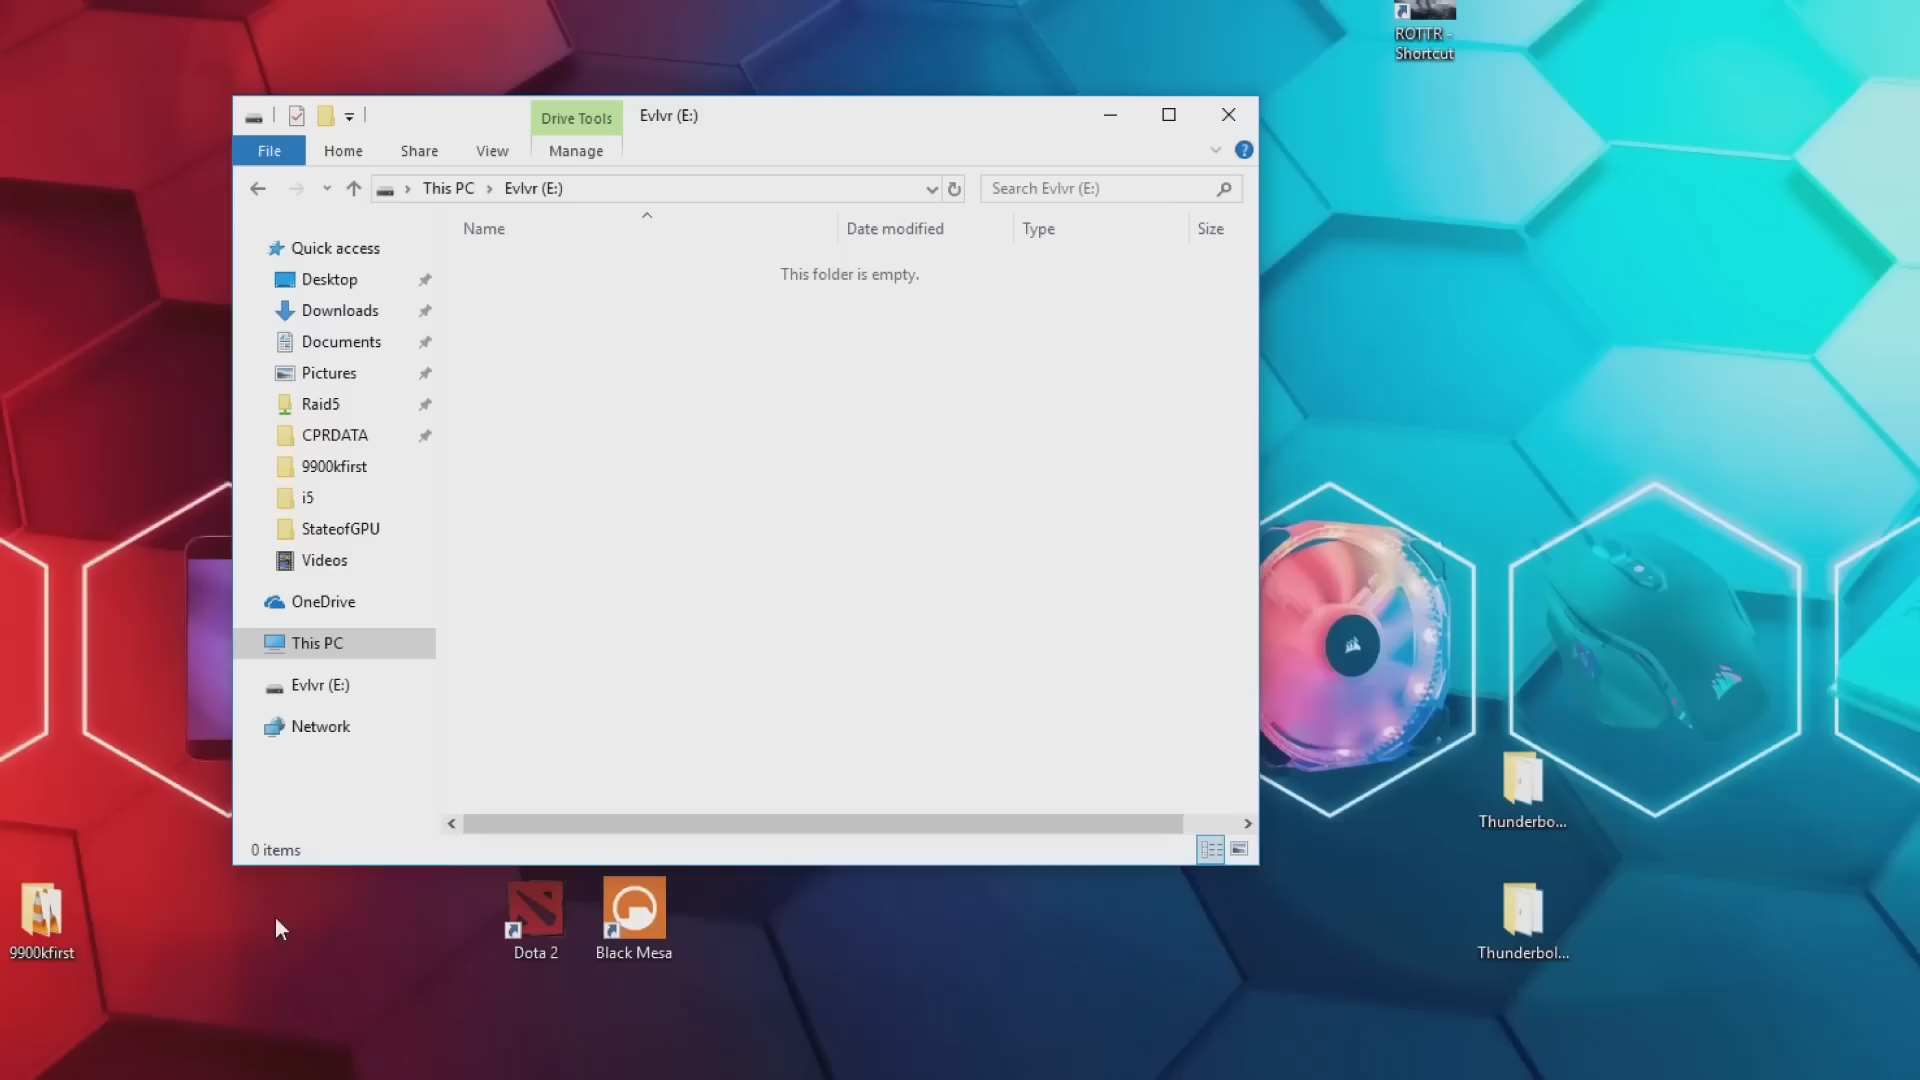 ROTTR -
Shortcut
Drive Tools
Evlvr (E:)
File
Home
Share
View
Manage
?
This PC
Evlvr (E:)
Search Evlvr (E:)
Name
Date modified
Type
Size
This folder is empty.
Quick access
Desktop
Downloads
Documents
Pictures
Raid5
CPRDATA
9900kfirst
i5
StateofGPU
Videos
OneDrive
This PC
Evlvr (E:)
Network
0 items
Thunderbo...
9900kfirst
Dota 2
Black Mesa
Thunderbol...